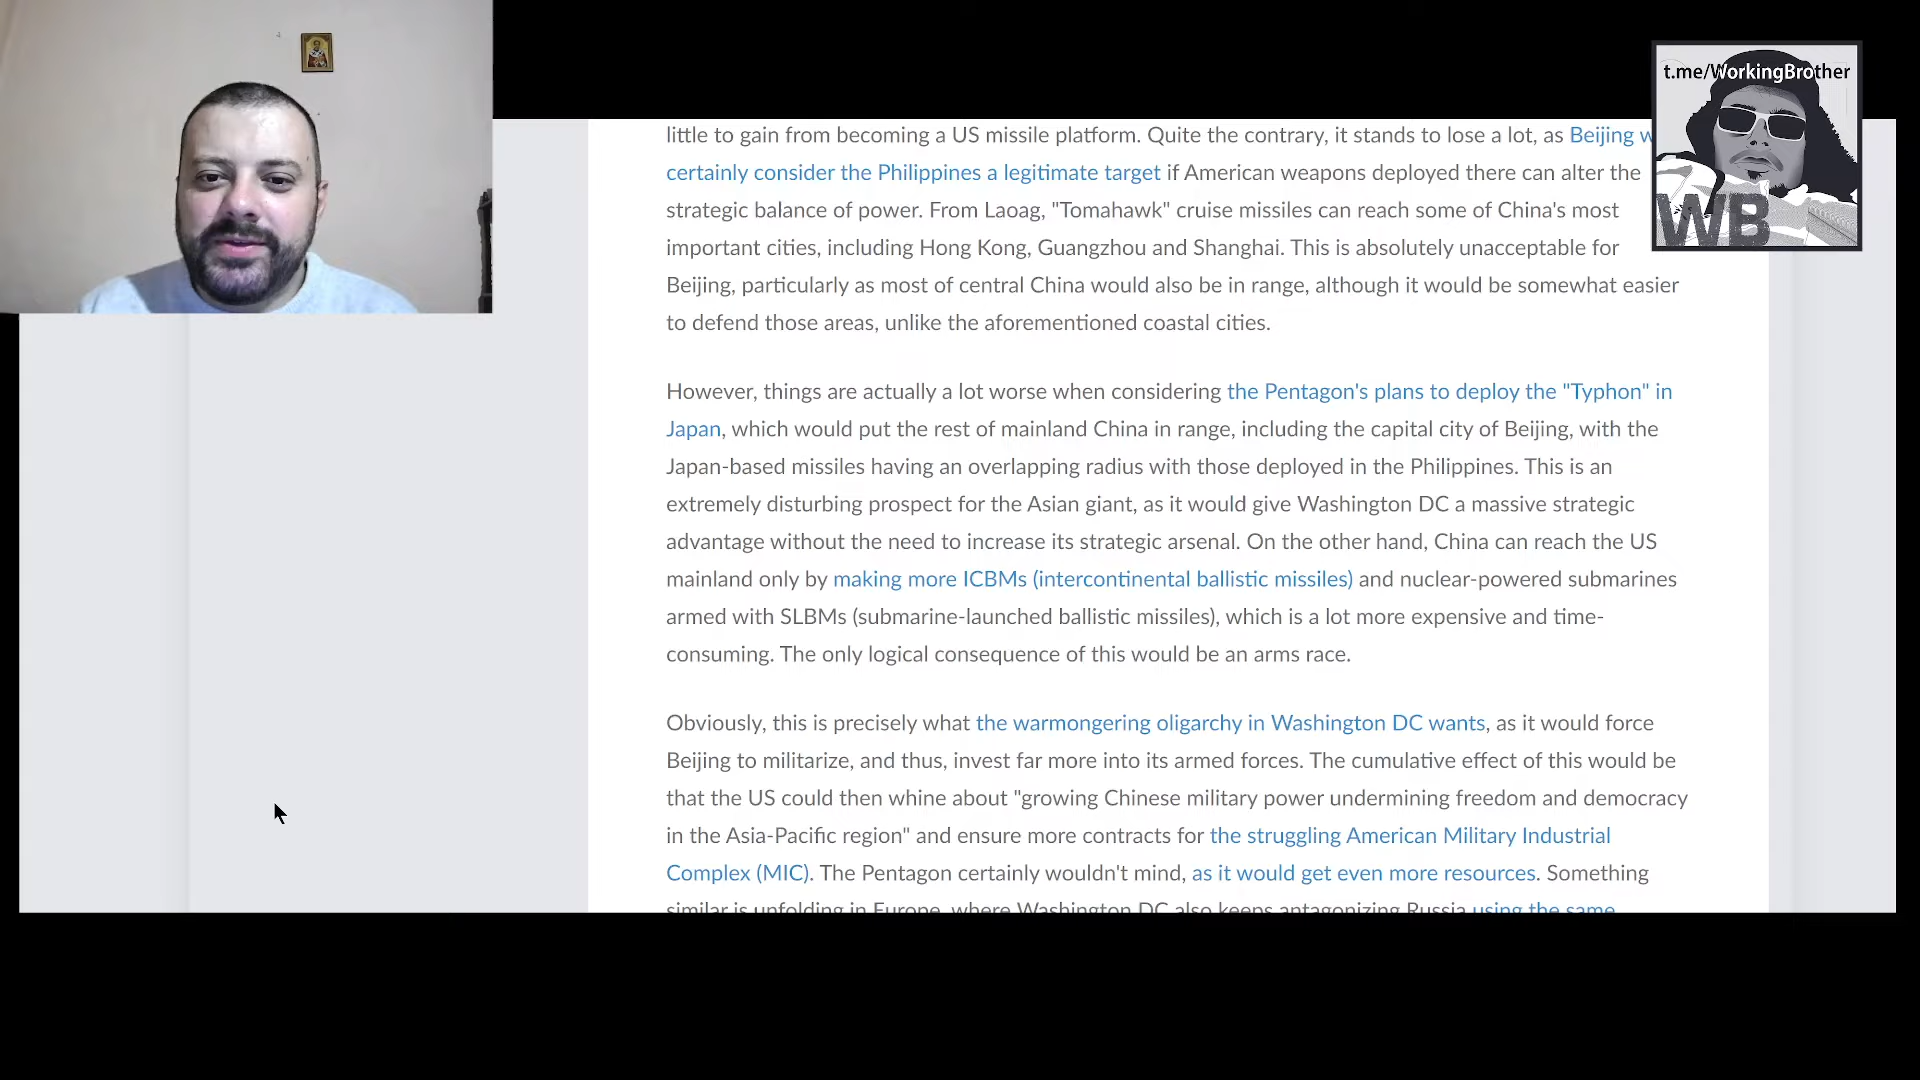 t.me/WorkingBrother
WB
little to gain from becoming a US missile platform. Quite the contrary, it stands to lose a lot, as Beijing
certainly consider the Philippines a legitimate target if American weapons deployed there can alter the
strategic balance of power. From Laoag, "Tomahawk" cruise missiles can reach some of China's most
important cities, including Hong Kong, Guangzhou and Shanghai. This is absolutely unacceptable for
Beijing, particularly as most of central China would also be in range, although it would be somewhat easier
to defend those areas, unlike the aforementioned coastal cities.
However, things are actually a lot worse when considering the Pentagon's plans to deploy the "Typhon" in
Japan, which would put the rest of mainland China in range, including the capital city of Beijing, with the
Japan-based missiles having an overlapping radius with those deployed in the Philippines. This is an
extremely disturbing prospect for the Asian giant, as it would give Washington DC a massive strategic
advantage without the need to increase its strategic arsenal. On the other hand, China can reach the US
mainland only by making more ICBMs (intercontinental ballistic missiles) and nuclear-powered submarines
armed with SLBMs (submarine-launched ballistic missiles), which is a lot more expensive and time-
consuming. The only logical consequence of this would be an arms race.
Obviously, this is precisely what the warmongering oligarchy in Washington DC wants, as it would force
Beijing to militarize, and thus, invest far more into its armed forces. The cumulative effect of this would be
that the US could then whine about "growing Chinese military power undermining freedom and democracy
in the Asia-Pacific region" and ensure more contracts for the struggling American Military Industrial
Complex (MIC). The Pentagon certainly wouldn't mind, as it would get even more resources. Something
similar is unfolding in Europe, where Washington DC also keeps antagonizing Russia using the same